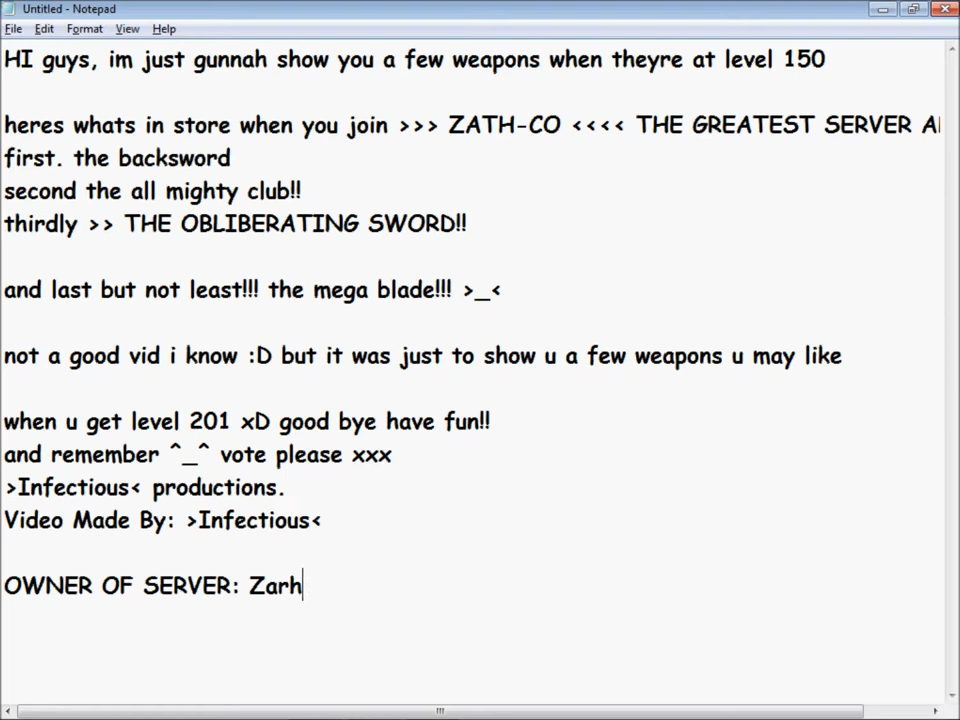 Untitled - Notepad
File Edit Format View Help
HI guys, im just gunnah show you a few weapons when theyre at level 150
heres whats in store when you join >>> ZATH-CO <<<< THE GREATEST SERVER
first. the backsword
second the all mighty club!!
thirdly >> THE OBLIBERATING SWORD!!
and last but not least!!! the mega blade!!! >_<
not a good vid i know :D but it was just to show u a few weapons u may like
when u get level 201 xD good bye have fun!!
and remember ^_^ vote please xxx
>Infectious< productions.
Video Made By: >Infectious<
OWNER OF SERVER: Zarh